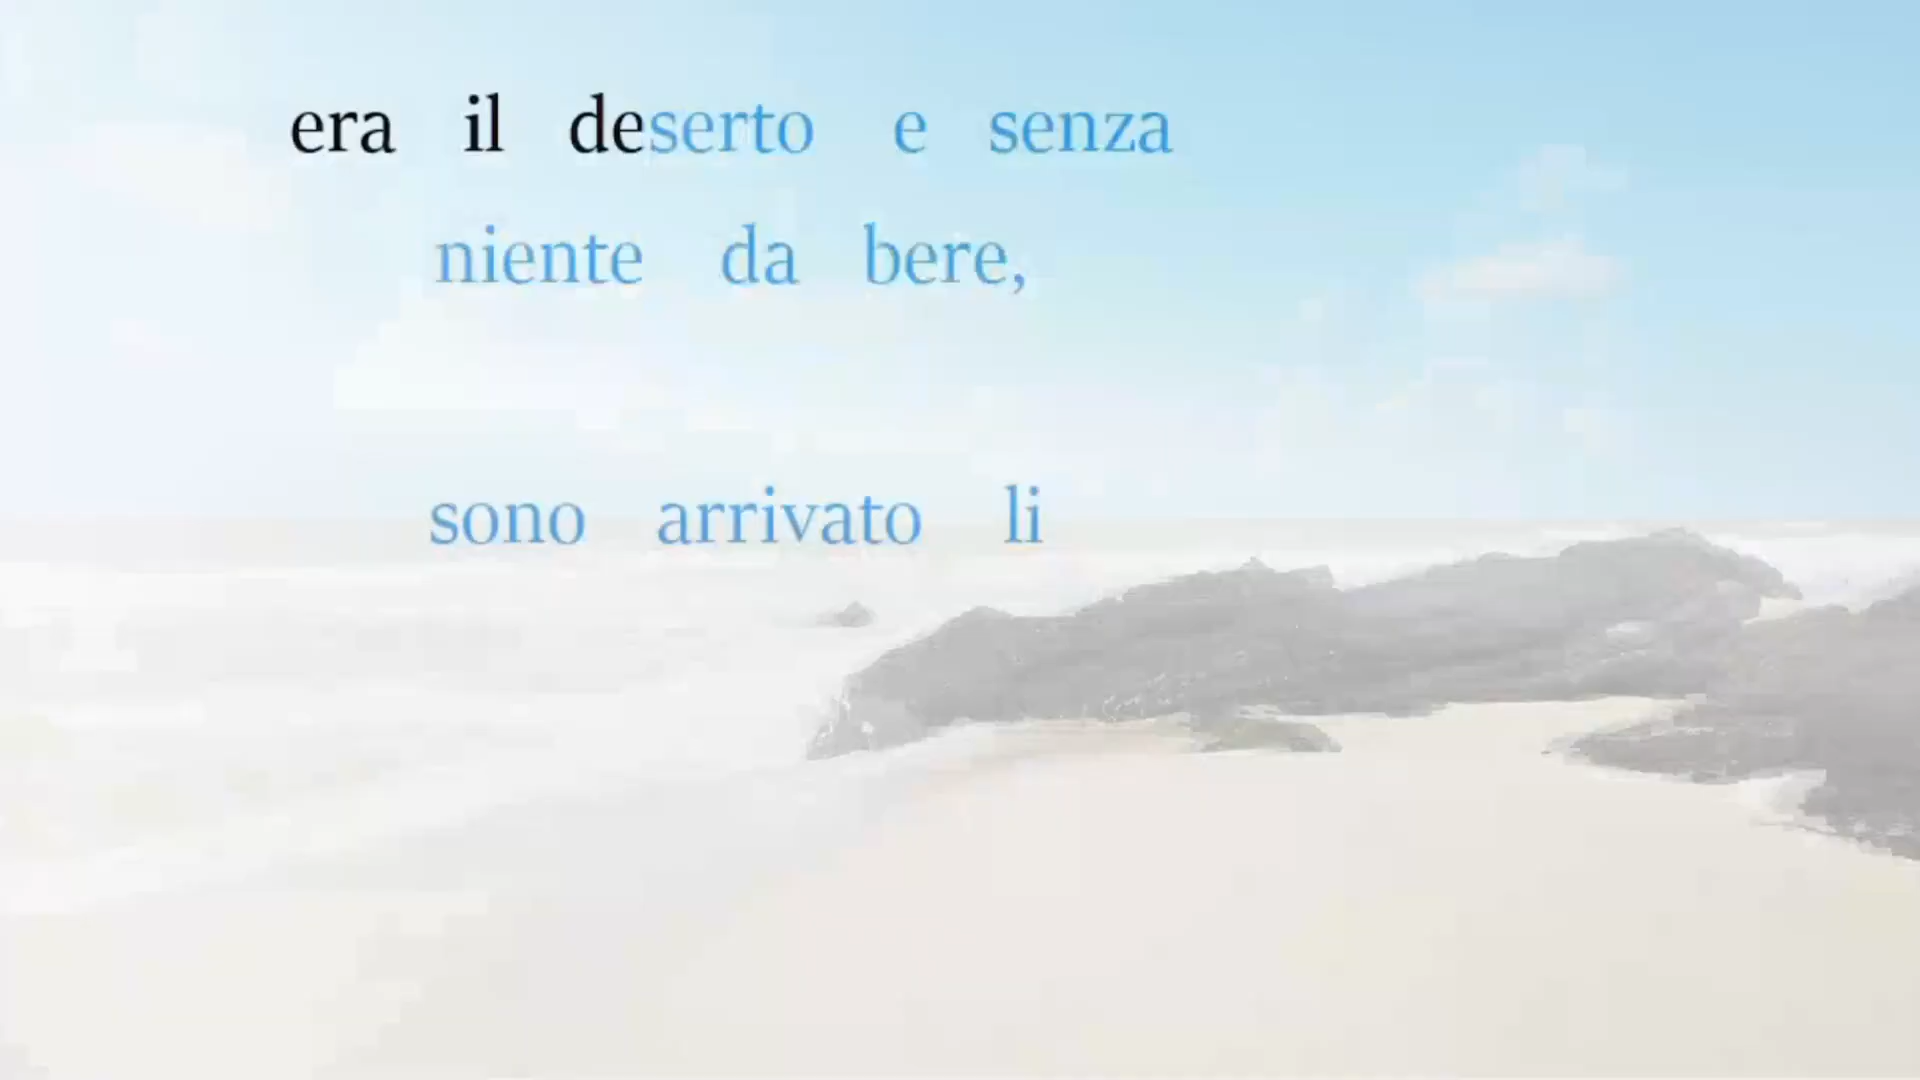 era il deserto e senza
niente da bere,
sono arrivato li